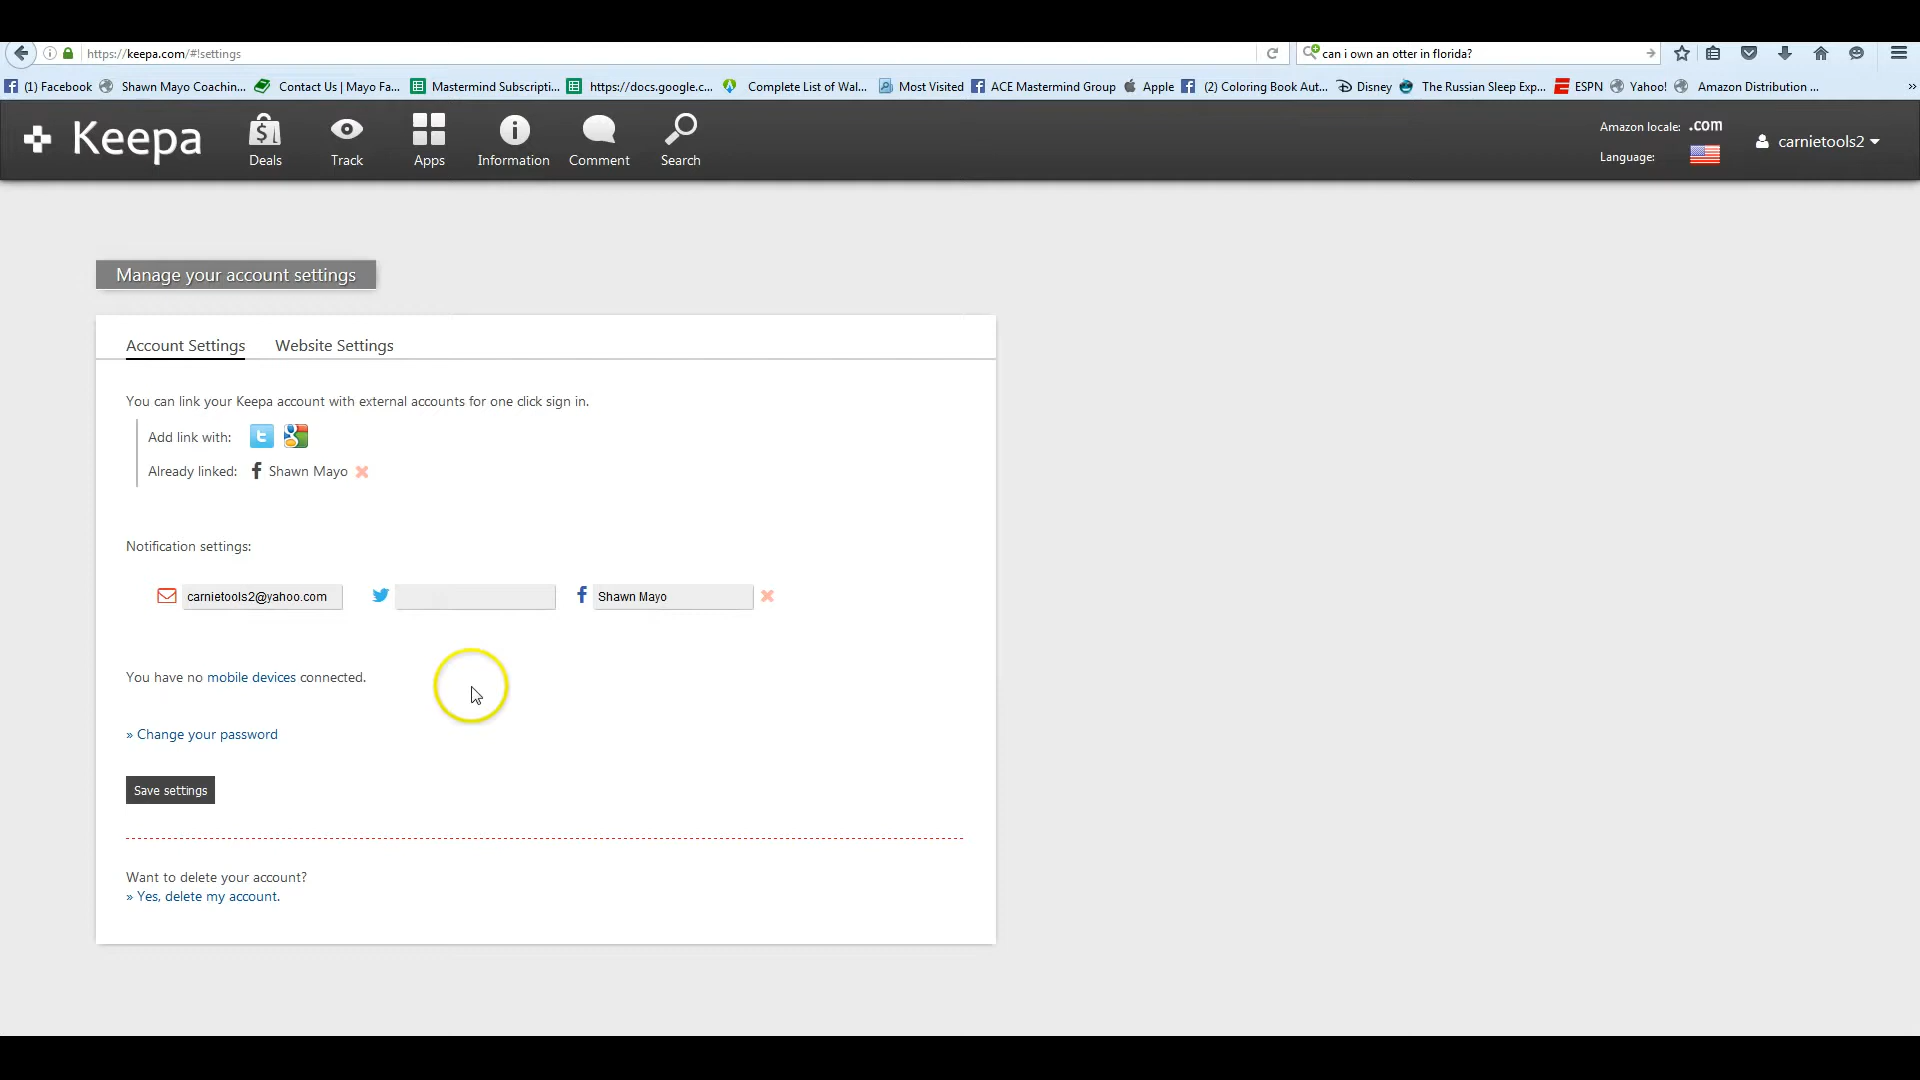 https://keepa.com/#!settings
can i own an otter in florida?
(1) Facebook Shawn Mayo Coachin... Contact Us | Mayo Fa... Mastermind Subscripti... https://docs.google.c... Complete List of Wal... Most Visited ACE Mastermind Group Apple (2) Coloring Book Aut... Disney The Russian Sleep Exp... ESPN Yahoo! Amazon Distribution ... »
Keepa
Deals Track Apps Information Comment Search
Amazon locale: .com
Language:
carnietools2
Manage your account settings
Account Settings Website Settings
You can link your Keepa account with external accounts for one click sign in.
Add link with:
Already linked: Shawn Mayo
Notification settings:
carnietools2@yahoo.com Shawn Mayo
You have no mobile devices connected.
» Change your password
Save settings
Want to delete your account?
» Yes, delete my account.